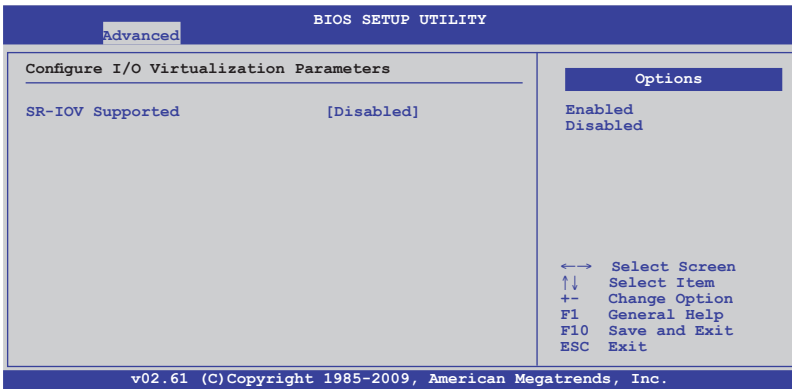 BIOS SETUP UTILITY
Advanced
Configure I/O Virtualization Parameters
SR-IOV Supported [Disabled]
Options
Enabled
Disabled
←→ Select Screen
↑↓ Select Item
+- Change Option
F1 General Help
F10 Save and Exit
ESC Exit
v02.61 (C)Copyright 1985-2009, American Megatrends, Inc.